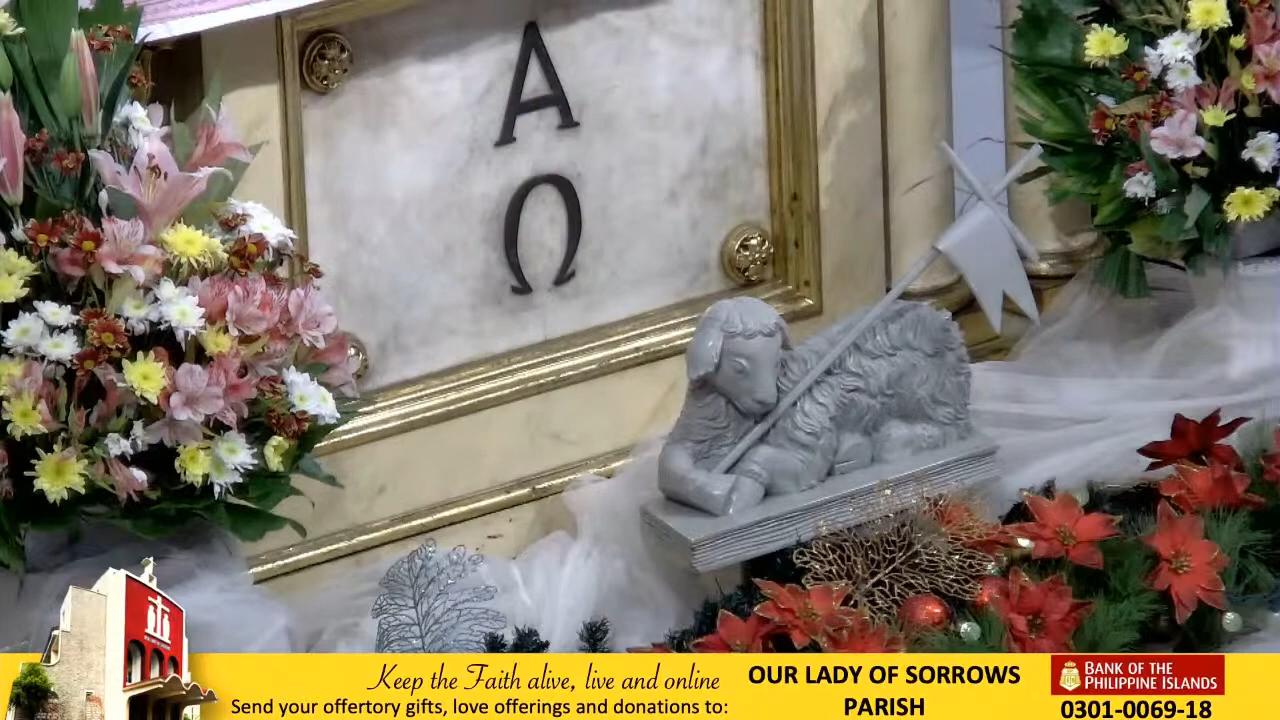 Α
Ω
Keep the Faith alive, live and online
Send your offertory gifts, love offerings and donations to:
OUR LADY OF SORROWS
PARISH
BANK OF THE
PHILIPPINE ISLANDS
0301-0069-18